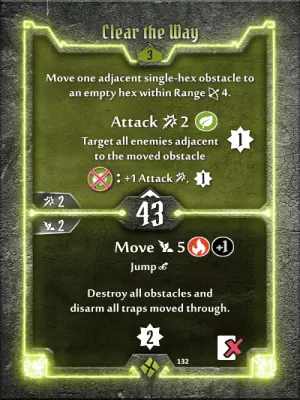 Clear the Way
3
Move one adjacent single-hex obstacle to
an empty hex within Range 4.
Attack 2
Target all enemies adjacent
to the moved obstacle
1
: +1 Attack, 1
2
43
2
Move 5 +1
Jump
Destroy all obstacles and
disarm all traps moved through.
2
132